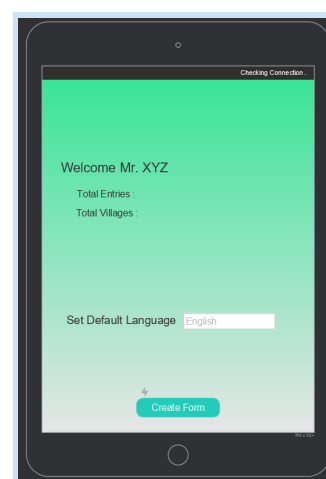 Checking Connection..
Welcome Mr. XYZ
Total Entries :
Total Villages :
Set Default Language English
Create Form